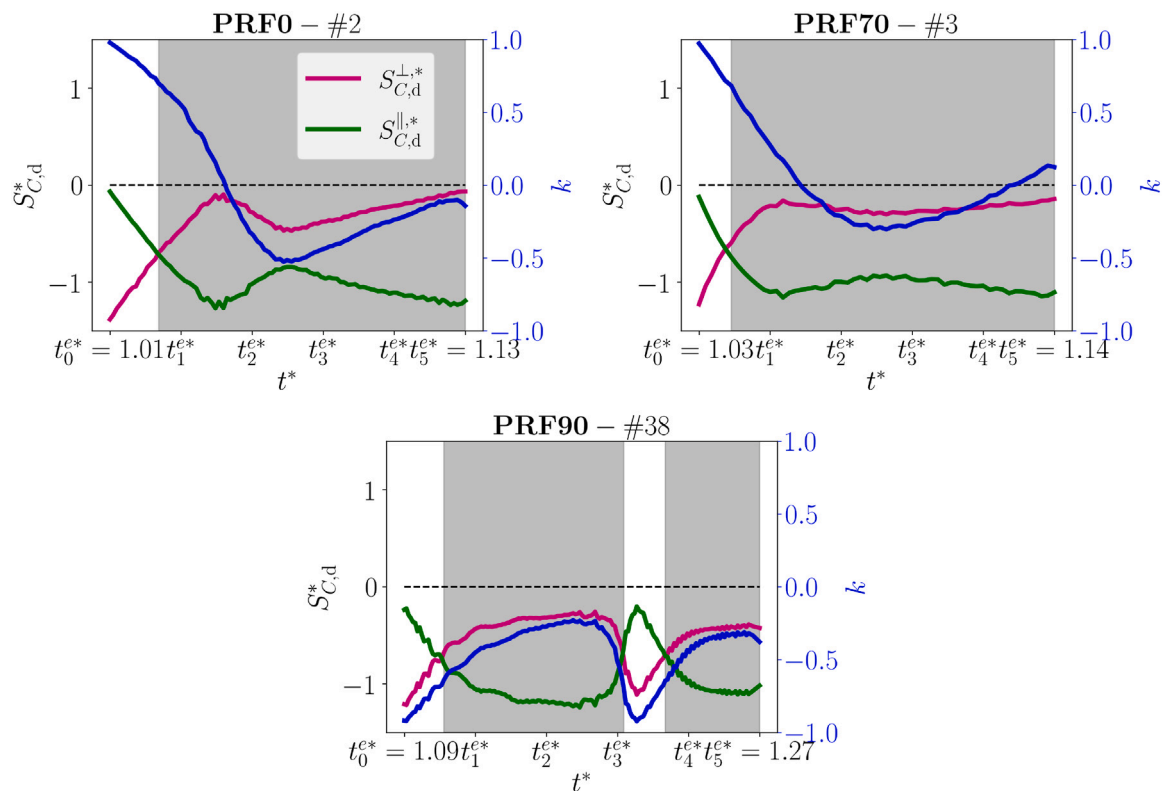 PRF0 – #2
1
0
−1
S*C,d
S⊥,*C,d
S∥,*C,d
1.0
0.5
0.0
−0.5
−1.0
k
t0e* = 1.01 t1e* t2e* t3e* t4e* t5e* = 1.13
t*
PRF70 – #3
1
0
−1
S*C,d
1.0
0.5
0.0
−0.5
−1.0
k
t0e* = 1.03 t1e* t2e* t3e* t4e* t5e* = 1.14
t*
PRF90 – #38
1
0
−1
S*C,d
1.0
0.5
0.0
−0.5
−1.0
k
t0e* = 1.09 t1e* t2e* t3e* t4e* t5e* = 1.27
t*